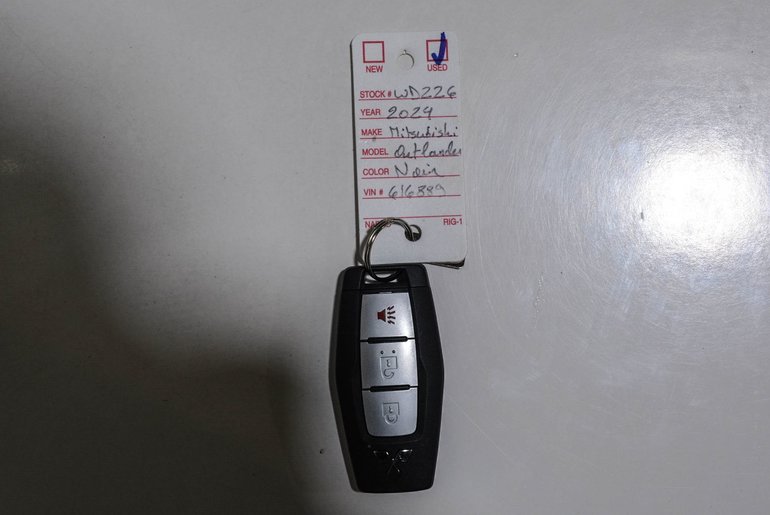 NEW USED
STOCK # WD226
YEAR 2024
MAKE Mitsubishi
MODEL Outlander
COLOR Noir
VIN # 616889
RIG-1